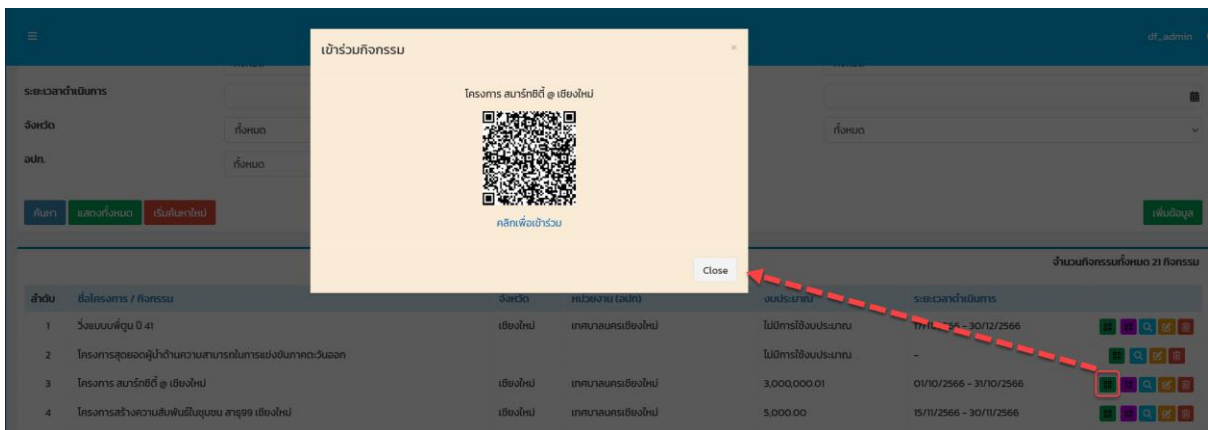 df_admin
เข้าร่วมกิจกรรม ×
โครงการ สมาร์ทซิตี้ @ เชียงใหม่
คลิกเพื่อเข้าร่วม
Close
ระยะเวลาดำเนินการ
จังหวัด ทั้งหมด ทั้งหมด
อปท. ทั้งหมด
ค้นหา แสดงทั้งหมด เริ่มค้นหาใหม่ เพิ่มข้อมูล
จำนวนกิจกรรมทั้งหมด 21 กิจกรรม
ลำดับ ชื่อโครงการ / กิจกรรม จังหวัด หน่วยงาน (อปท) งบประมาณ ระยะเวลาดำเนินการ
1 วิ่งแบบพี่ตูน ปี 41 เชียงใหม่ เทศบาลนครเชียงใหม่ ไม่มีการใช้งบประมาณ - 30/12/2566
2 โครงการสุดยอดผู้นำด้านความสามารถในการแข่งขันภาคตะวันออก ไม่มีการใช้งบประมาณ -
3 โครงการ สมาร์ทซิตี้ @ เชียงใหม่ เชียงใหม่ เทศบาลนครเชียงใหม่ 3,000,000.01 01/10/2566 - 31/10/2566
4 โครงการสร้างความสัมพันธ์ในชุมชน สาธุ99 เชียงใหม่ เชียงใหม่ เทศบาลนครเชียงใหม่ 5,000.00 15/11/2566 - 30/11/2566